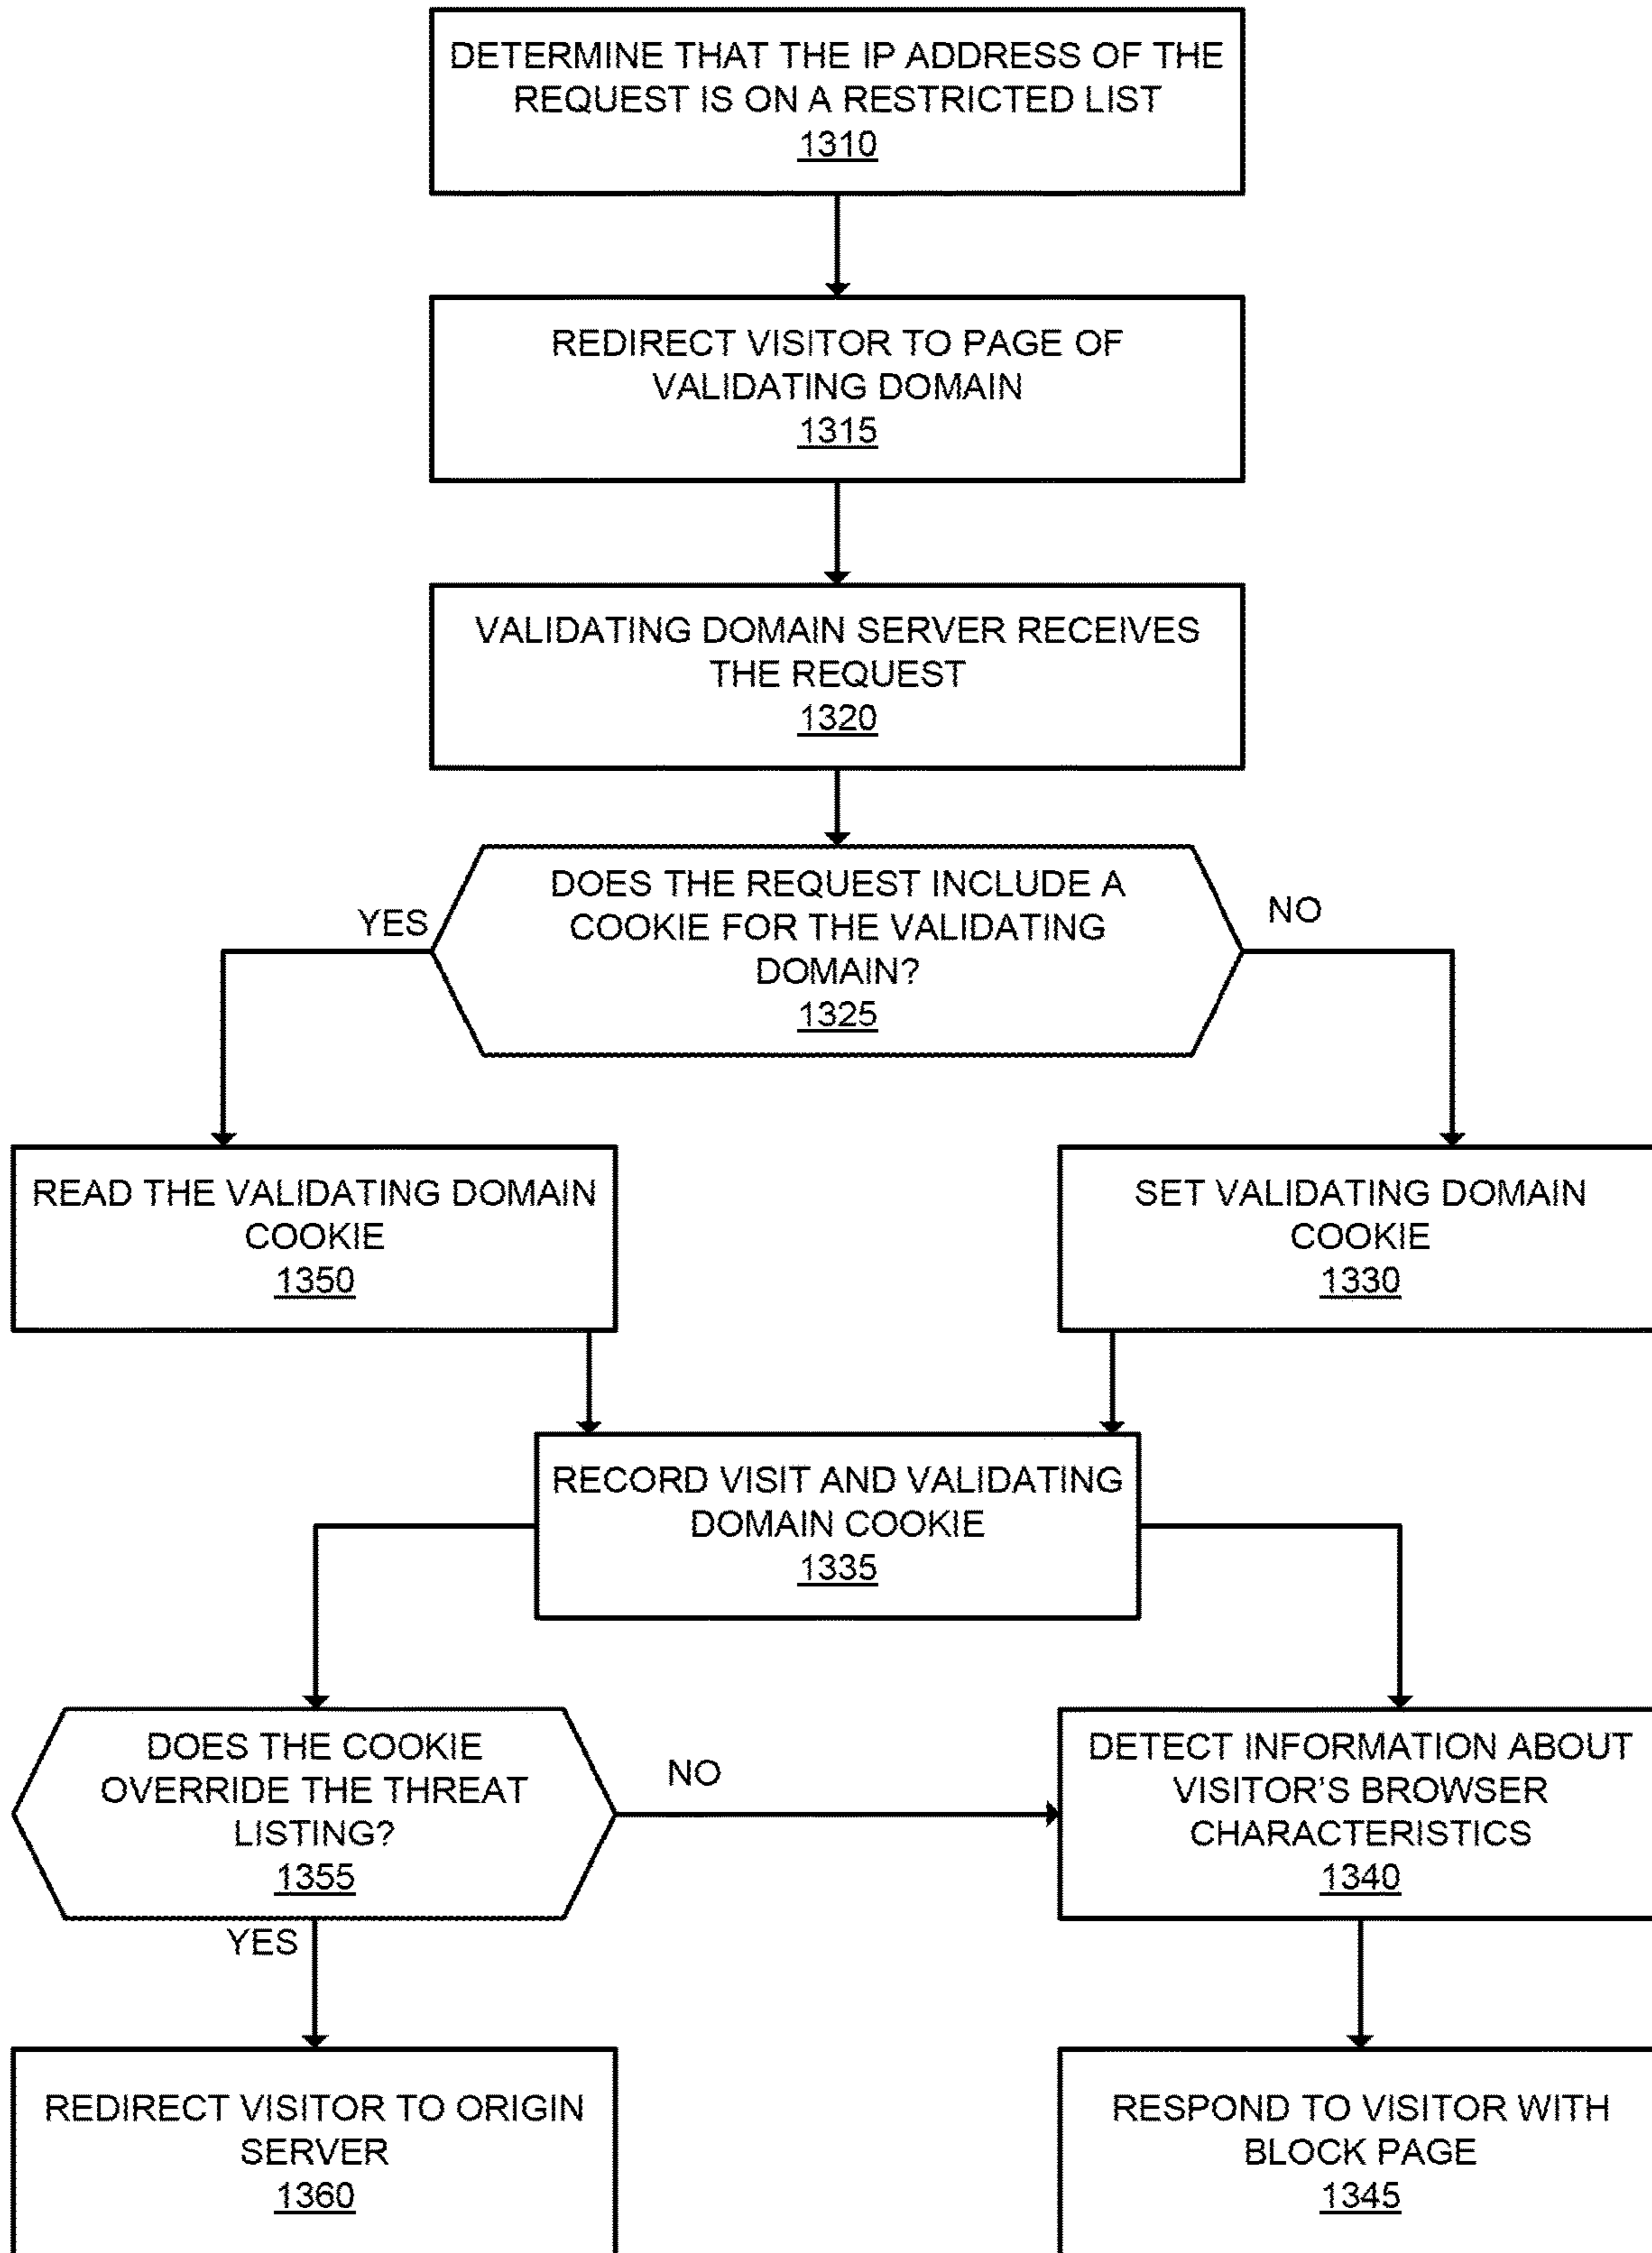 DETERMINE THAT THE IP ADDRESS OF THE
REQUEST IS ON A RESTRICTED LIST
1310
REDIRECT VISITOR TO PAGE OF
VALIDATING DOMAIN
1315
VALIDATING DOMAIN SERVER RECEIVES
THE REQUEST
1320
DOES THE REQUEST INCLUDE A
COOKIE FOR THE VALIDATING
DOMAIN?
1325
YES
NO
READ THE VALIDATING DOMAIN
COOKIE
1350
SET VALIDATING DOMAIN
COOKIE
1330
RECORD VISIT AND VALIDATING
DOMAIN COOKIE
1335
DOES THE COOKIE
OVERRIDE THE THREAT
LISTING?
1355
NO
YES
DETECT INFORMATION ABOUT
VISITOR'S BROWSER
CHARACTERISTICS
1340
REDIRECT VISITOR TO ORIGIN
SERVER
1360
RESPOND TO VISITOR WITH
BLOCK PAGE
1345